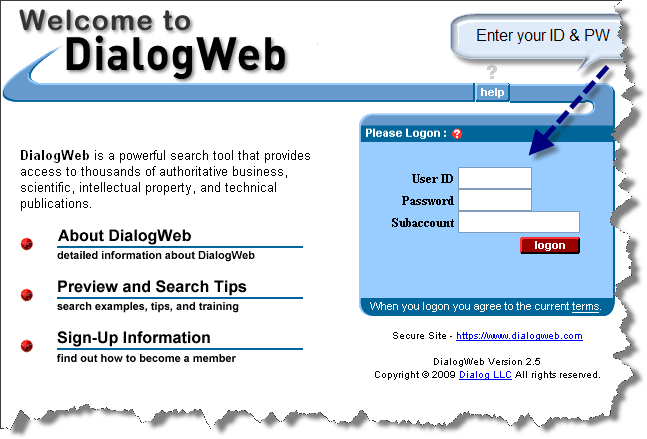 Welcome to
DialogWeb
Enter your ID & PW
?
help
Please Logon : ?
DialogWeb is a powerful search tool that provides
access to thousands of authoritative business,
scientific, intellectual property, and technical
publications.
About DialogWeb
detailed information about DialogWeb
Preview and Search Tips
search examples, tips, and training
Sign-Up Information
find out how to become a member
User ID
Password
Subaccount
logon
When you logon you agree to the current terms.
Secure Site - https://www.dialogweb.com
DialogWeb Version 2.5
Copyright © 2009 Dialog LLC All rights reserved.